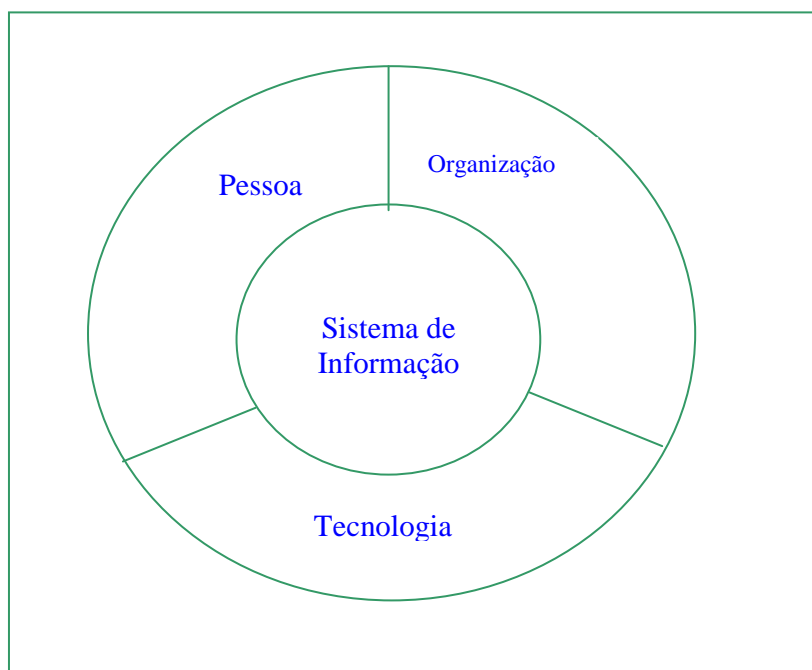 Pessoa
Organização
Sistema de
Informação
Tecnologia